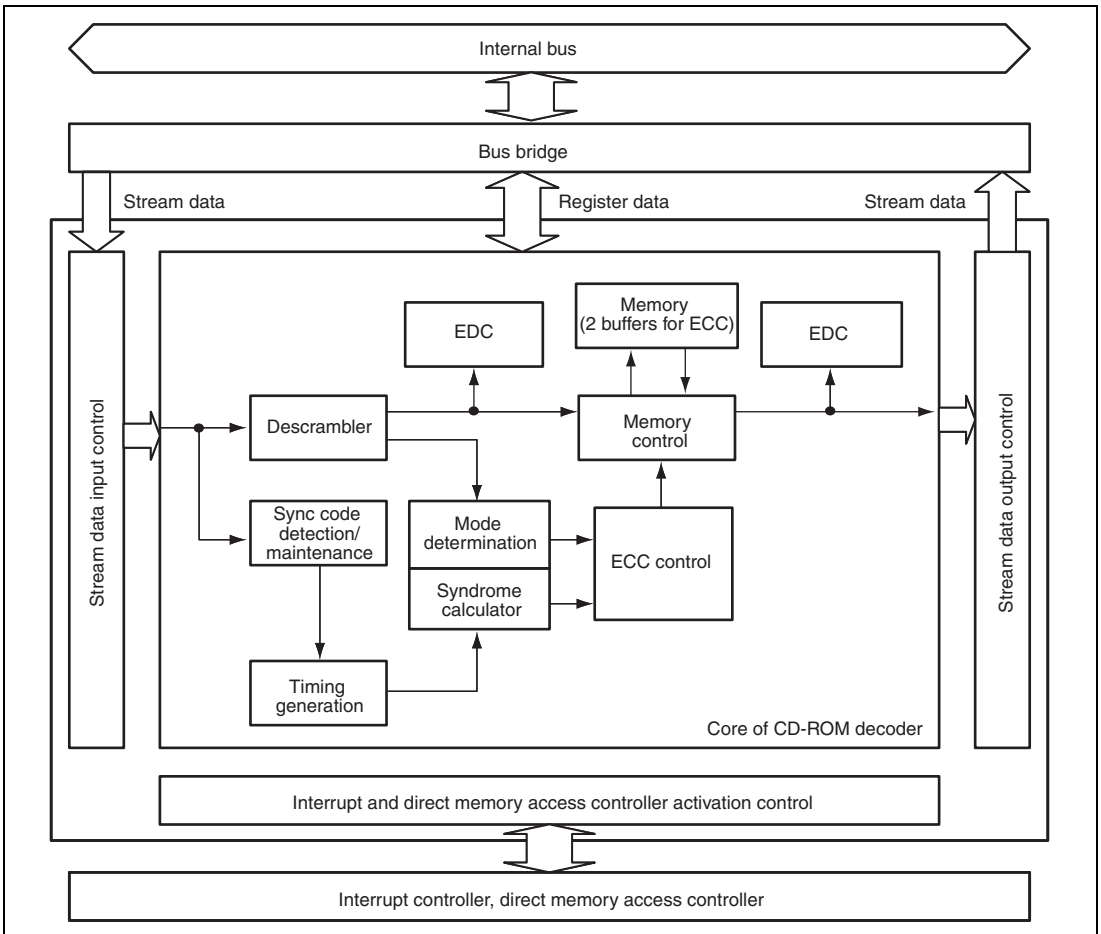 Internal bus
Bus bridge
Stream data
Register data
Stream data
Stream data input control
EDC
Memory
(2 buffers for ECC)
EDC
Descrambler
Memory
control
Sync code
detection/
maintenance
Mode
determination
Syndrome
calculator
ECC control
Timing
generation
Core of CD-ROM decoder
Stream data output control
Interrupt and direct memory access controller activation control
Interrupt controller, direct memory access controller